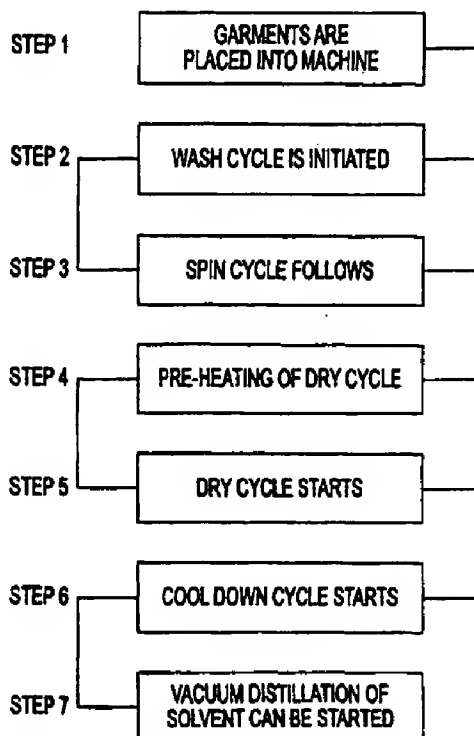 STEP 1
GARMENTS ARE
PLACED INTO MACHINE
STEP 2
WASH CYCLE IS INITIATED
STEP 3
SPIN CYCLE FOLLOWS
STEP 4
PRE-HEATING OF DRY CYCLE
STEP 5
DRY CYCLE STARTS
STEP 6
COOL DOWN CYCLE STARTS
STEP 7
VACUUM DISTILLATION OF
SOLVENT CAN BE STARTED